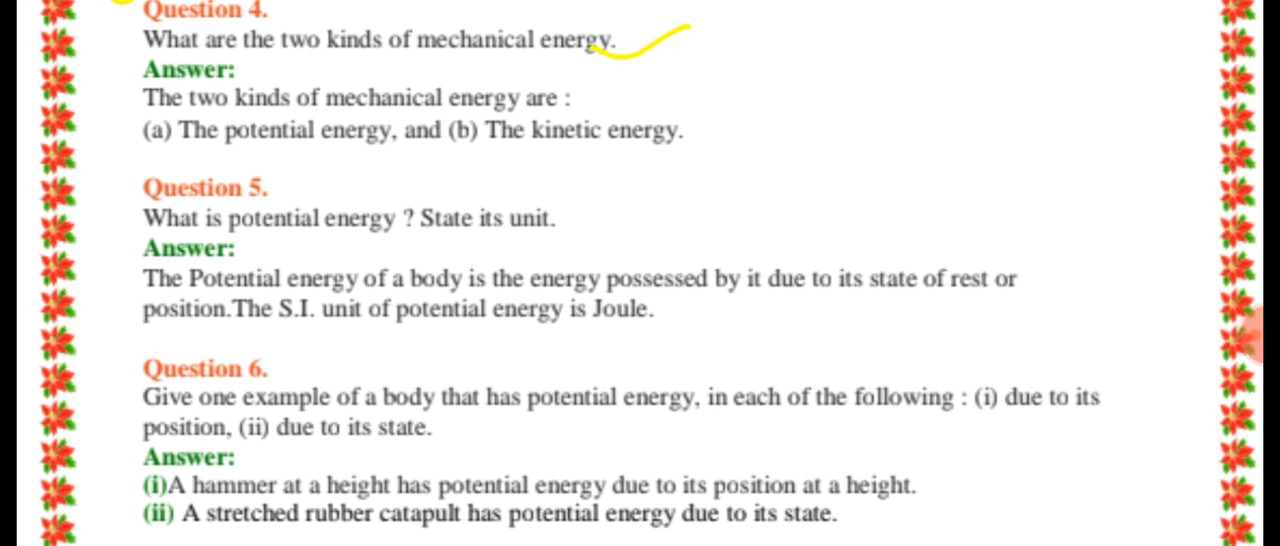 Question 4.
What are the two kinds of mechanical energy.
Answer:
The two kinds of mechanical energy are :
(a) The potential energy, and (b) The kinetic energy.
Question 5.
What is potential energy ? State its unit.
Answer:
The Potential energy of a body is the energy possessed by it due to its state of rest or
position.The S.I. unit of potential energy is Joule.
Question 6.
Give one example of a body that has potential energy, in each of the following : (i) due to its
position, (ii) due to its state.
Answer:
(i)A hammer at a height has potential energy due to its position at a height.
(ii) A stretched rubber catapult has potential energy due to its state.